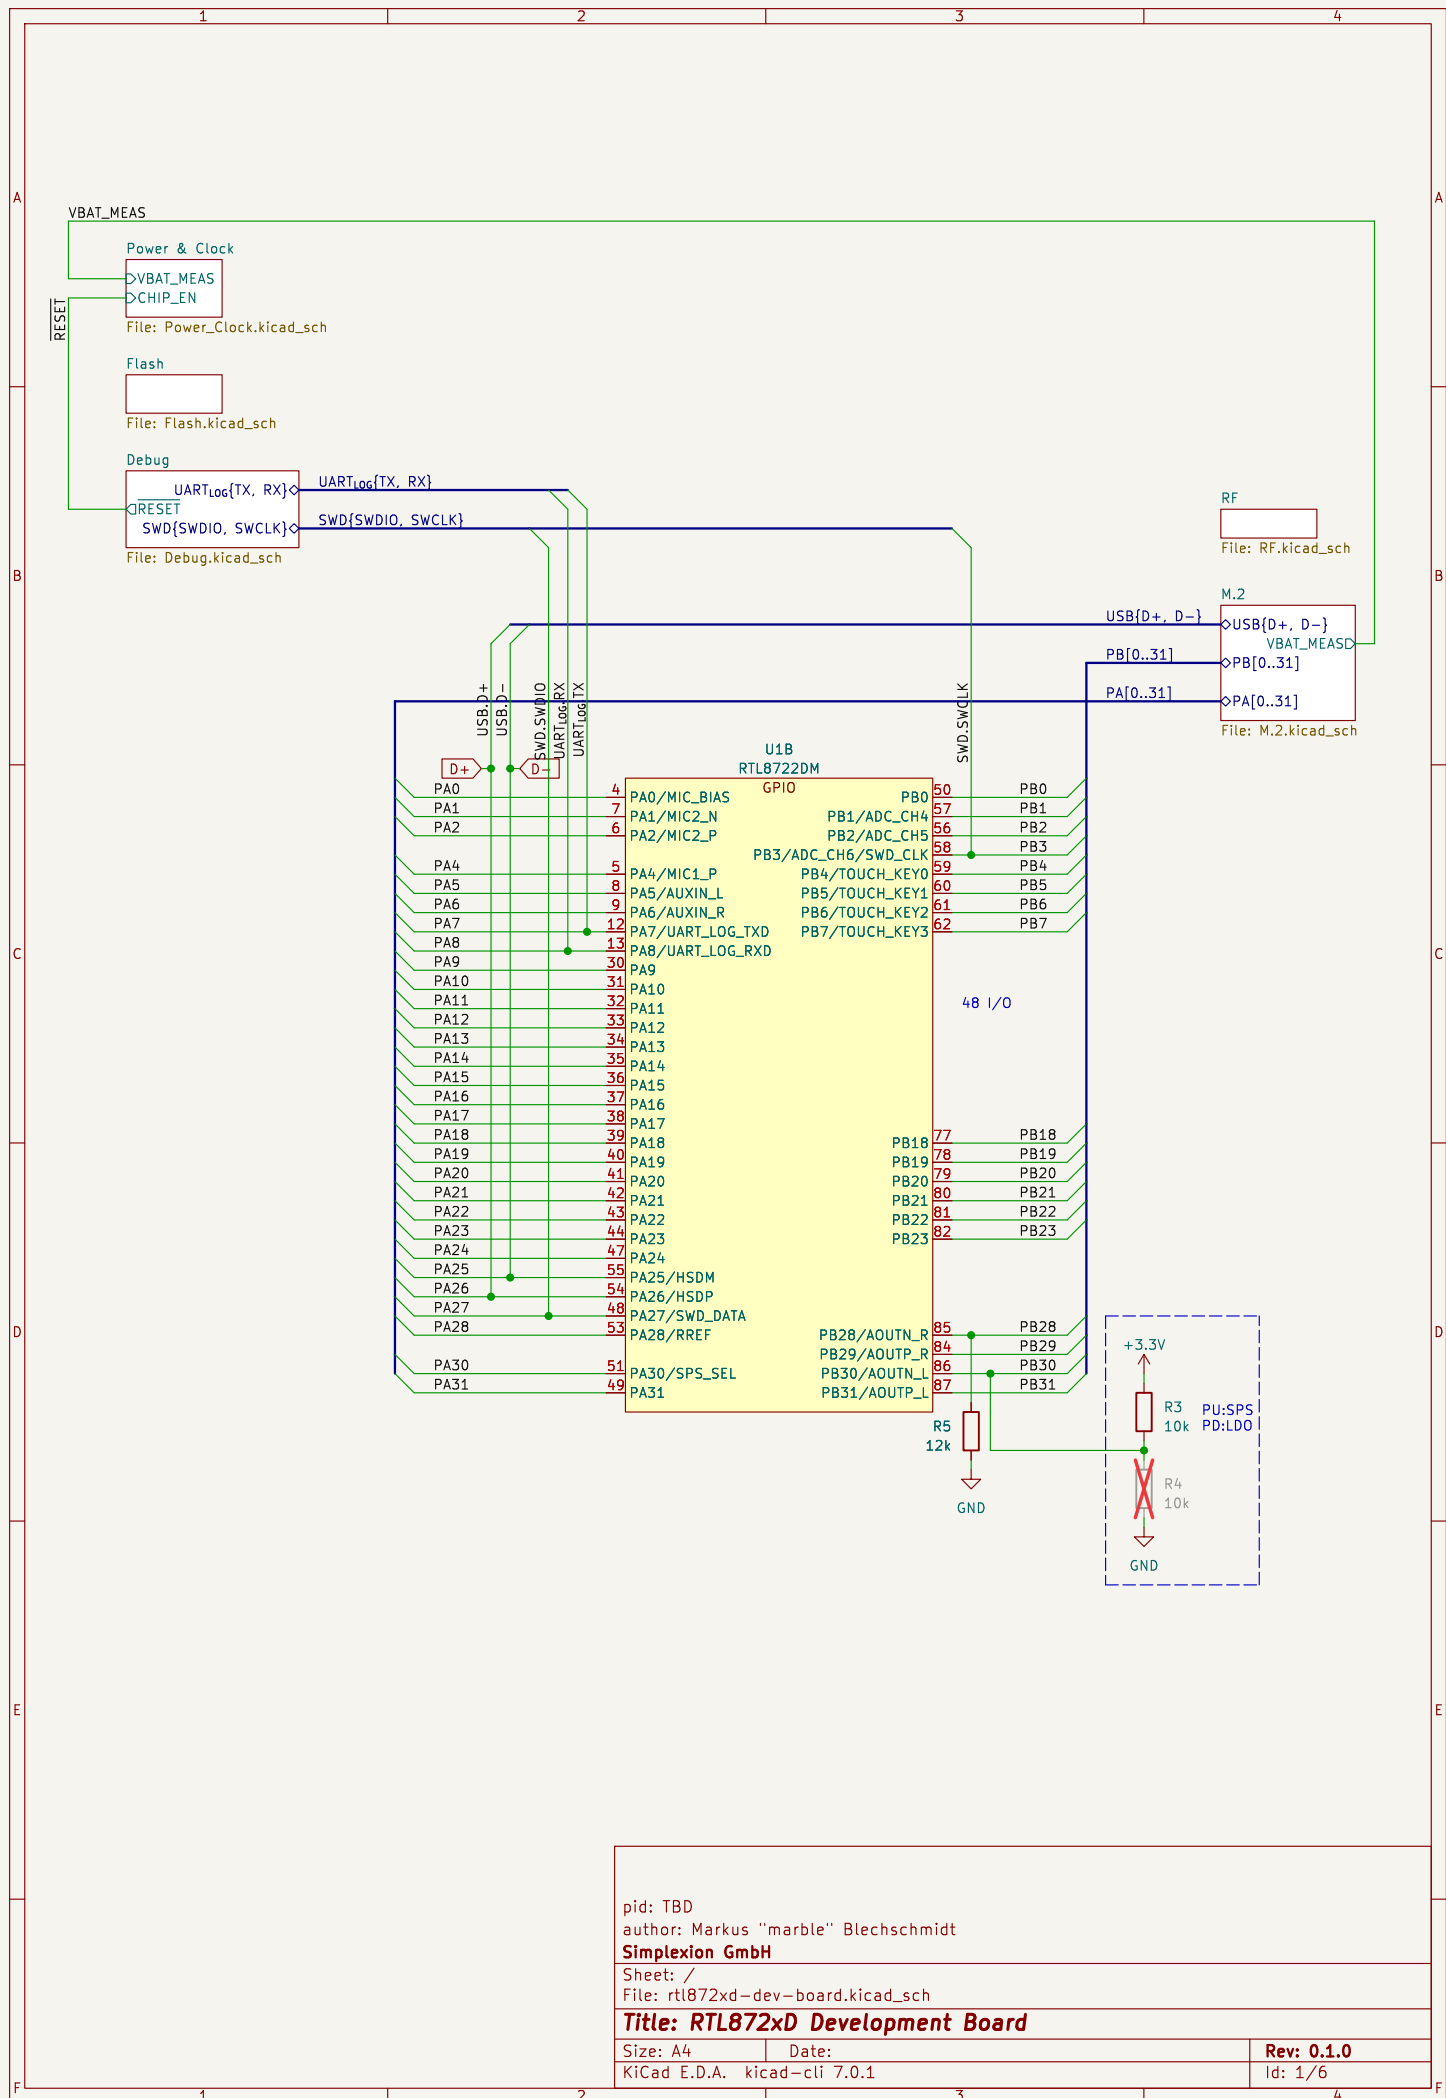 1 2 3 4
A A
VBAT_MEAS
Power & Clock
VBAT_MEAS
CHIP_EN
File: Power_Clock.kicad_sch
RESET
Flash
File: Flash.kicad_sch
Debug
UARTLOG{TX, RX}
RESET
SWD{SWDIO, SWCLK}
File: Debug.kicad_sch
UARTLOG{TX, RX}
SWD{SWDIO, SWCLK}
RF
File: RF.kicad_sch
B B
M.2
USB{D+, D-}
VBAT_MEAS
PB[0..31]
PA[0..31]
File: M.2.kicad_sch
USB{D+, D-}
PB[0..31]
PA[0..31]
USB.D+
USB.D-
SWD.SWDIO
UARTLOG.RX
UARTLOG.TX
SWD.SWCLK
D+
D-
U1B
RTL8722DM
GPIO
PA0 4 PA0/MIC_BIAS PB0 50 PB0
PA1 7 PA1/MIC2_N PB1/ADC_CH4 57 PB1
PA2 6 PA2/MIC2_P PB2/ADC_CH5 56 PB2
PB3/ADC_CH6/SWD_CLK 58 PB3
PA4 5 PA4/MIC1_P PB4/TOUCH_KEY0 59 PB4
PA5 8 PA5/AUXIN_L PB5/TOUCH_KEY1 60 PB5
PA6 9 PA6/AUXIN_R PB6/TOUCH_KEY2 61 PB6
PA7 12 PA7/UART_LOG_TXD PB7/TOUCH_KEY3 62 PB7
PA8 13 PA8/UART_LOG_RXD
C C
PA9 30 PA9
PA10 31 PA10
48 I/O
PA11 32 PA11
PA12 33 PA12
PA13 34 PA13
PA14 35 PA14
PA15 36 PA15
PA16 37 PA16
PA17 38 PA17
PA18 39 PA18 PB18 77 PB18
PA19 40 PA19 PB19 78 PB19
PA20 41 PA20 PB20 79 PB20
PA21 42 PA21 PB21 80 PB21
PA22 43 PA22 PB22 81 PB22
PA23 44 PA23 PB23 82 PB23
PA24 47 PA24
PA25 55 PA25/HSDM
PA26 54 PA26/HSDP
PA27 48 PA27/SWD_DATA
PA28 53 PA28/RREF PB28/AOUTN_R 85 PB28
D D
PB29/AOUTP_R 84 PB29
PA30 51 PA30/SPS_SEL PB30/AOUTN_L 86 PB30
PA31 49 PA31 PB31/AOUTP_L 87 PB31
+3.3V
R3
10k
PU:SPS
PD:LDO
R5
12k
GND
R4
10k
GND
E E
pid: TBD
author: Markus "marble" Blechschmidt
Simplexion GmbH
Sheet: /
File: rtl872xd-dev-board.kicad_sch
Title: RTL872xD Development Board
Size: A4 Date: Rev: 0.1.0
KiCad E.D.A. kicad-cli 7.0.1 Id: 1/6
F F
1 2 3 4